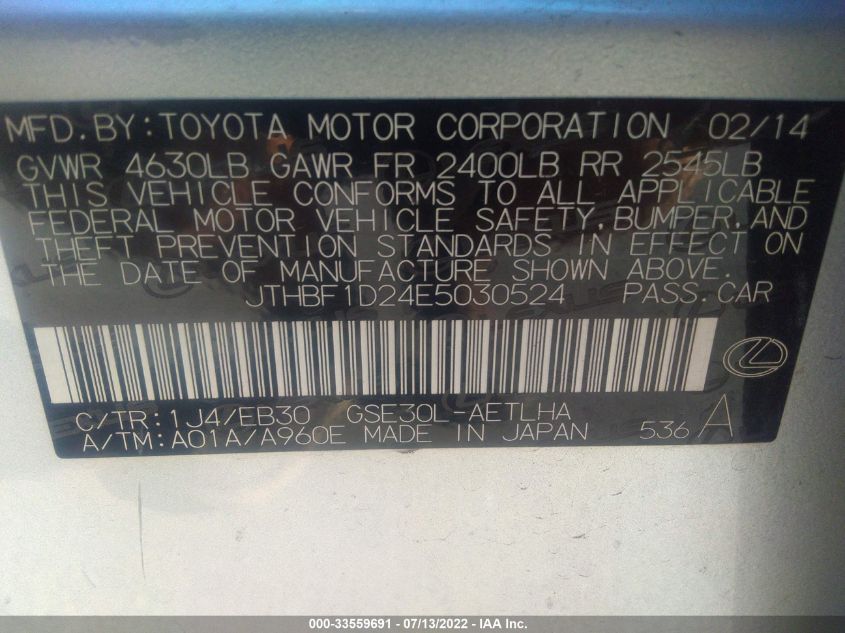 MFD.BY:TOYOTA MOTOR CORPORATION 02/14
GVWR 4630LB GAWR FR 2400LB RR 2545LB
THIS VEHICLE CONFORMS TO ALL APPLICABLE
FEDERAL MOTOR VEHICLE SAFETY,BUMPER,AND
THEFT PREVENTION STANDARDS IN EFFECT ON
THE DATE OF MANUFACTURE SHOWN ABOVE.
JTHBF1D24E5030524 PASS.CAR
C/TR:1J4/EB30 GSE30L-AETLHA
A/TM:A01A/A960E MADE IN JAPAN 536 A
000-33559691 - 07/13/2022 - IAA Inc.